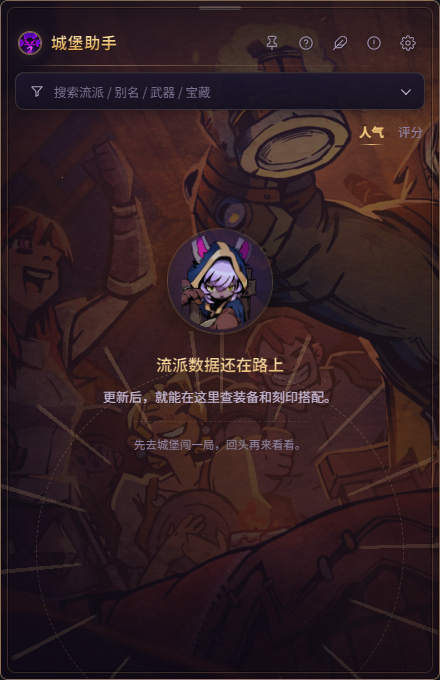 城堡助手
搜索流派 / 别名 / 武器 / 宝藏
人气 评分
流派数据还在路上
更新后，就能在这里查装备和刻印搭配。
先去城堡闯一局，回头再来看看。